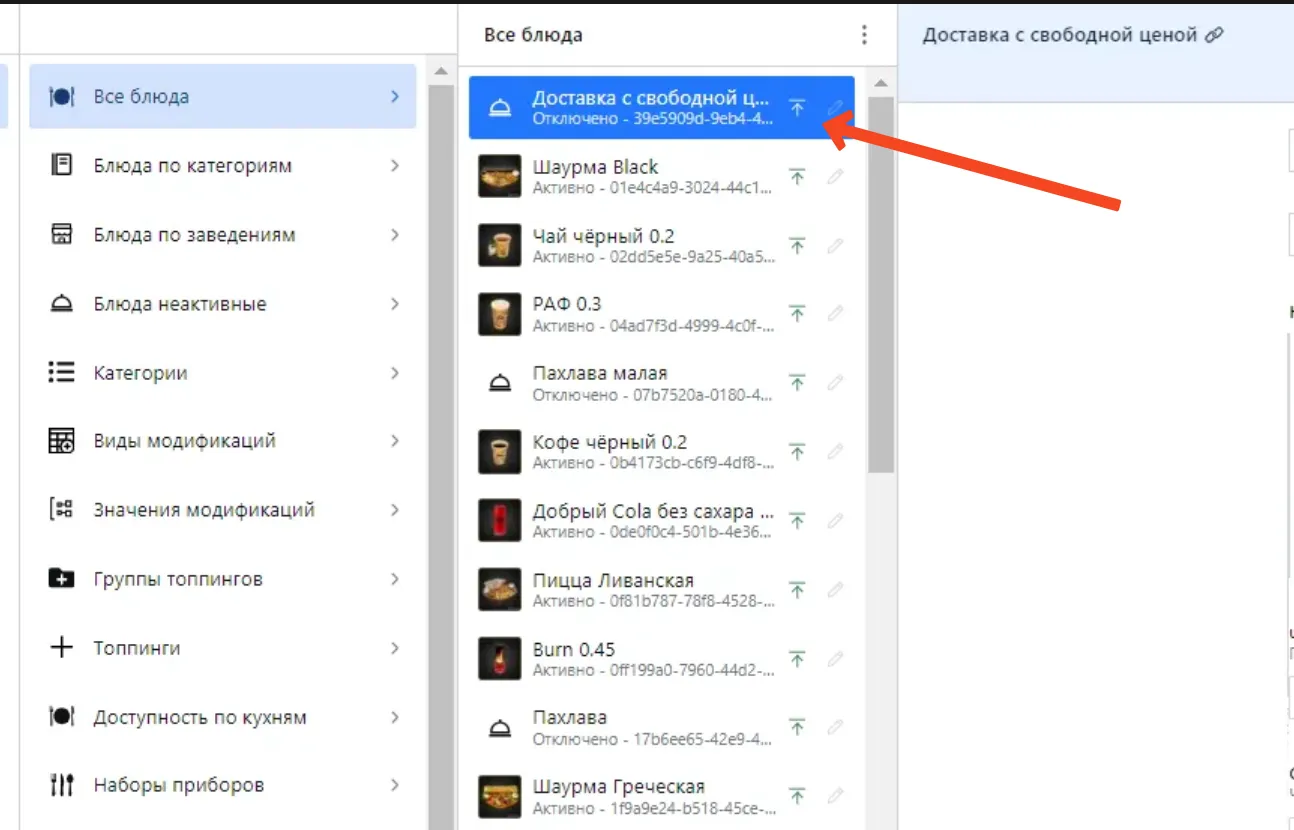 Все блюда
Блюда по категориям
Блюда по заведениям
Блюда неактивные
Категории
Виды модификаций
Значения модификаций
Группы топпингов
Топпинги
Доступность по кухням
Наборы приборов
Все блюда
Доставка с свободной ц...
Отключено - 39e5909d-9eb4-4...
Шаурма Black
Активно - 01e4c4a9-3024-44c1...
Чай чёрный 0.2
Активно - 02dd5e5e-9a25-40a5...
РАФ 0.3
Активно - 04ad7f3d-4999-4c0f-...
Пахлава малая
Отключено - 07b7520a-0180-4...
Кофе чёрный 0.2
Активно - 0b4173cb-c6f9-4df8-...
Добрый Cola без сахара ...
Активно - 0de0f0c4-501b-4e36...
Пицца Ливанская
Активно - 0f81b787-78f8-4528-...
Burn 0.45
Активно - 0ff199a0-7960-44d2-...
Пахлава
Отключено - 17b6ee65-42e9-4...
Шаурма Греческая
Активно - 1f9a9e24-b518-45ce-...
Доставка с свободной ценой